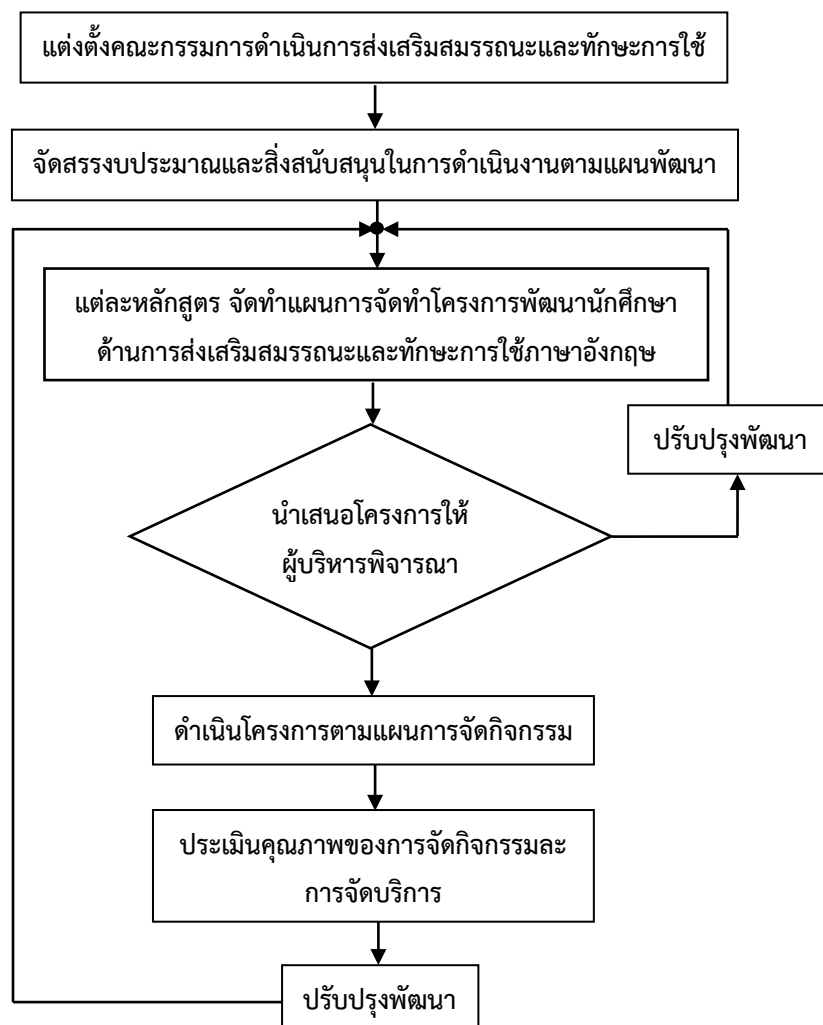 แต่งตั้งคณะกรรมการดำเนินการส่งเสริมสมรรถนะและทักษะการใช้
จัดสรรงบประมาณและสิ่งสนับสนุนในการดำเนินงานตามแผนพัฒนา
แต่ละหลักสูตร จัดทำแผนการจัดทำโครงการพัฒนานักศึกษา
ด้านการส่งเสริมสมรรถนะและทักษะการใช้ภาษาอังกฤษ
ปรับปรุงพัฒนา
นำเสนอโครงการให้
ผู้บริหารพิจารณา
ดำเนินโครงการตามแผนการจัดกิจกรรม
ประเมินคุณภาพของการจัดกิจกรรมละ
การจัดบริการ
ปรับปรุงพัฒนา